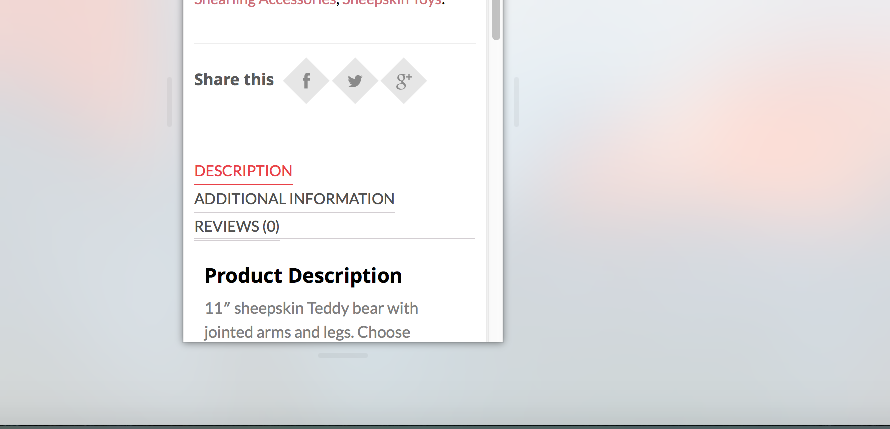 Shearling Accessories, Sheepskin Toys.
Share this f g+
DESCRIPTION
ADDITIONAL INFORMATION
REVIEWS (0)
Product Description
11″ sheepskin Teddy bear with
jointed arms and legs. Choose